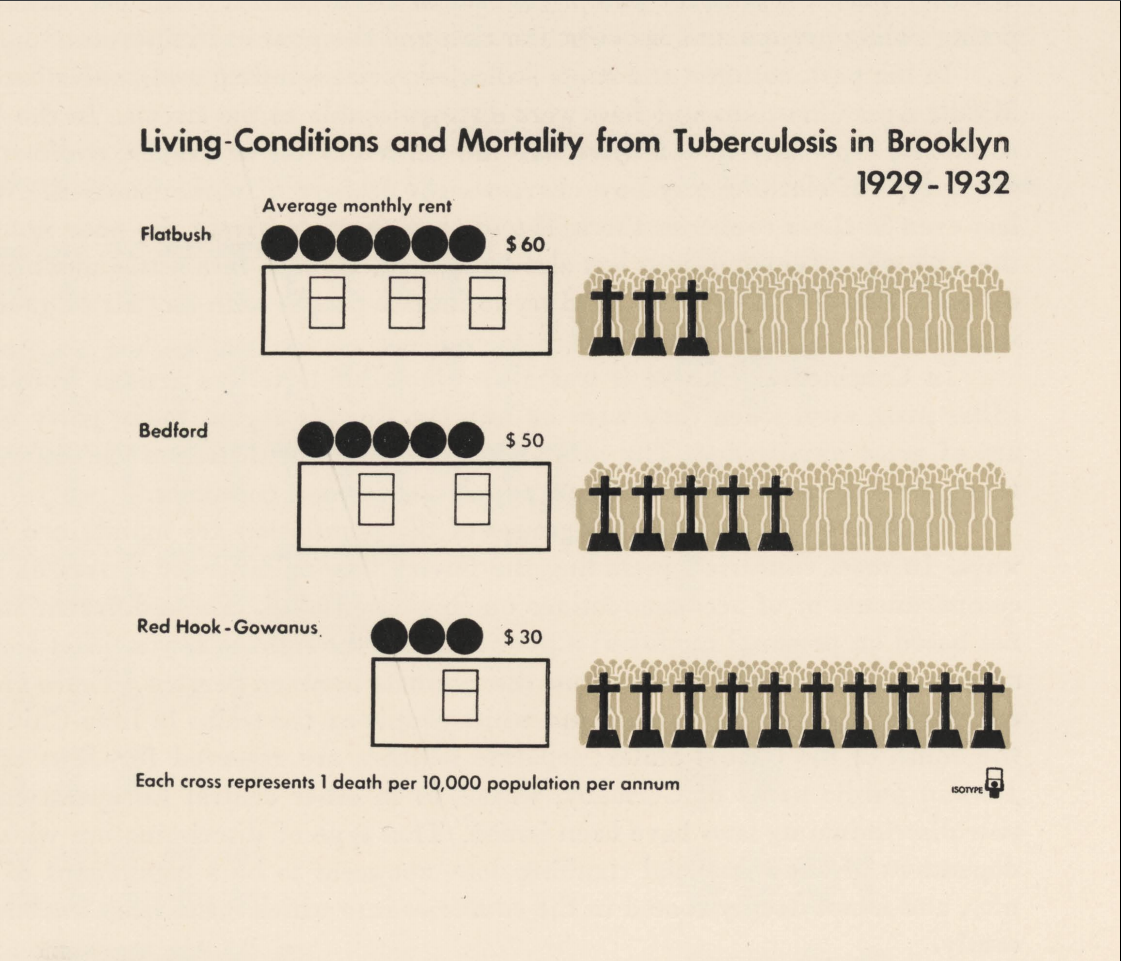 Living-Conditions and Mortality from Tuberculosis in Brooklyn
1929-1932
Average monthly rent
Flatbush
$60
Bedford
$50
Red Hook-Gowanus
$30
Each cross represents 1 death per 10,000 population per annum
ISOTYPE